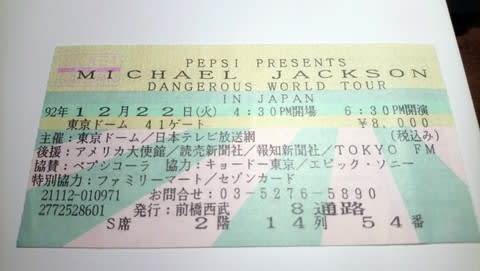 PEPSI PRESENTS
MICHAEL JACKSON
DANGEROUS WORLD TOUR
IN JAPAN
92年12月22日(火) 4:30PM開場 6:30PM開演
東京ドーム 41ゲート ¥8,000
主催:東京ドーム/日本テレビ放送網 (税込み)
後援:アメリカ大使館/読売新聞社/報知新聞社/TOKYO FM
協賛:ペプシコーラ 協力:キョードー東京/エピック・ソニー
特別協力:ファミリーマート/セゾンカード
21112-010971 お問合せ:03-5276-5890
2772528601 発行:前橋西武 8通路
S席 2階 14列 54番